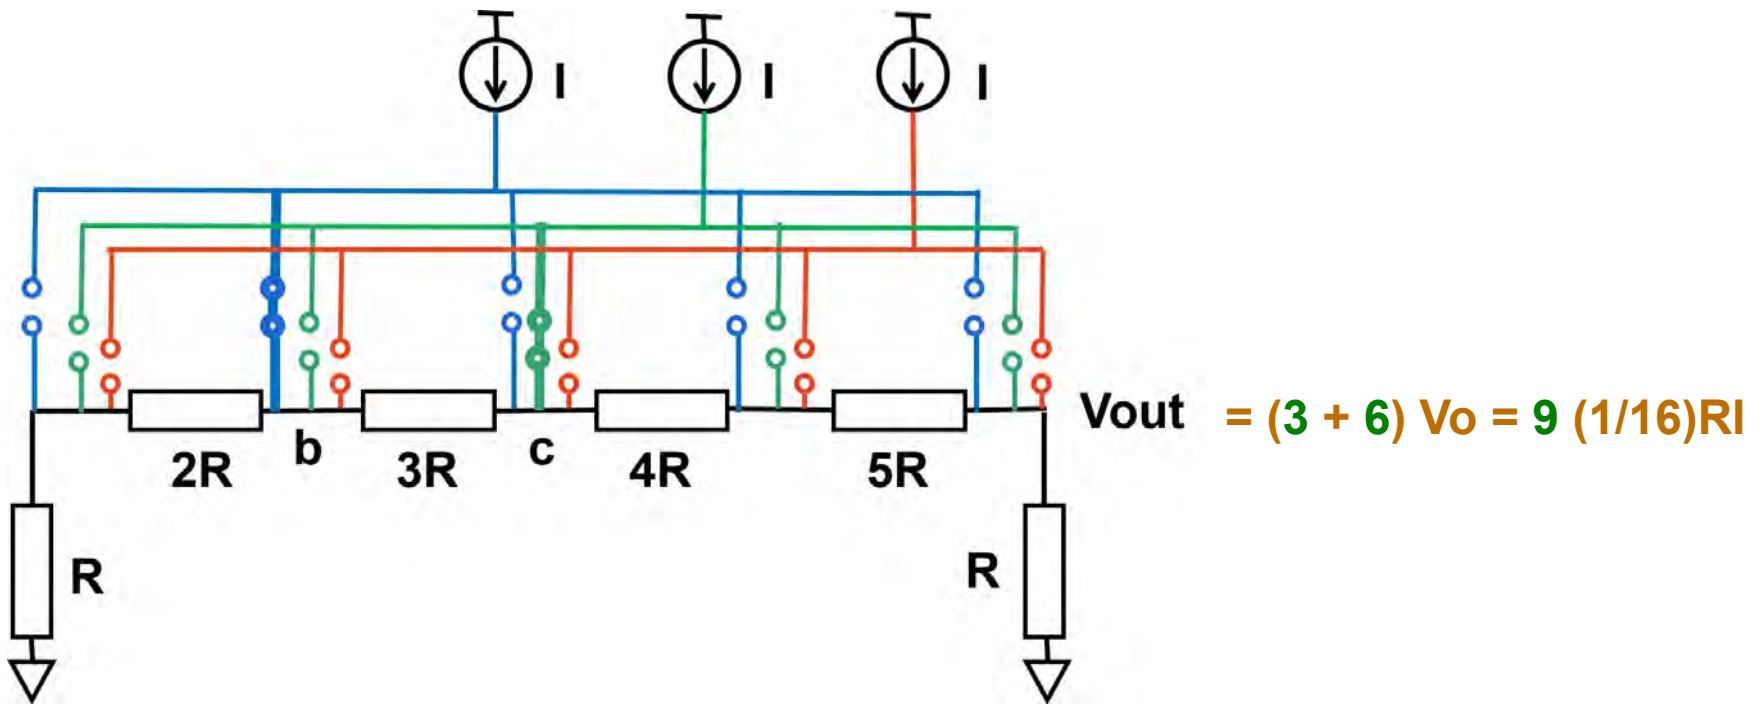 I I I
Vout = (3 + 6) Vo = 9 (1/16)RI
b c
2R 3R 4R 5R
R R